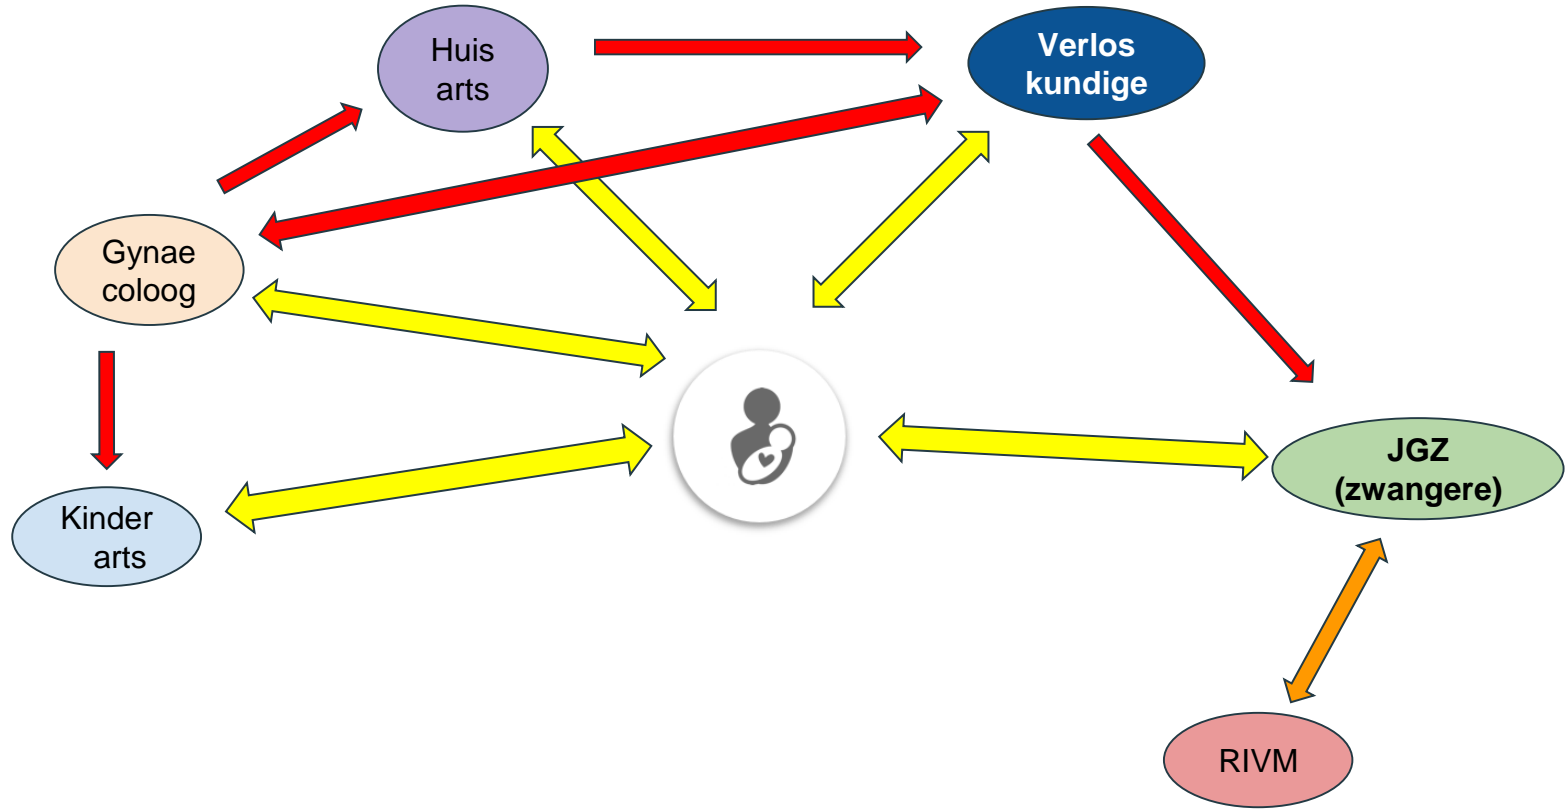 Huis
arts
Verlos
kundige
Gynae
coloog
Kinder
arts
JGZ
(zwangere)
RIVM